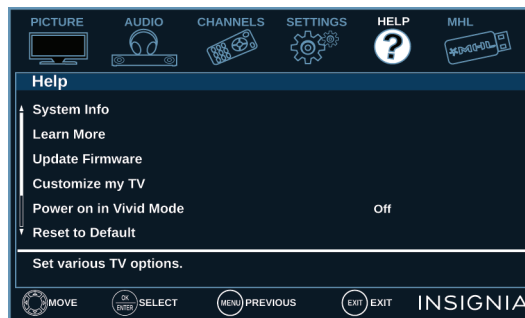 PICTURE AUDIO CHANNELS SETTINGS HELP MHL
?
MHL
Help
System Info
Learn More
Update Firmware
Customize my TV
Power on in Vivid Mode Off
Reset to Default
Set various TV options.
MOVE OK ENTER SELECT MENU PREVIOUS EXIT EXIT INSIGNIA